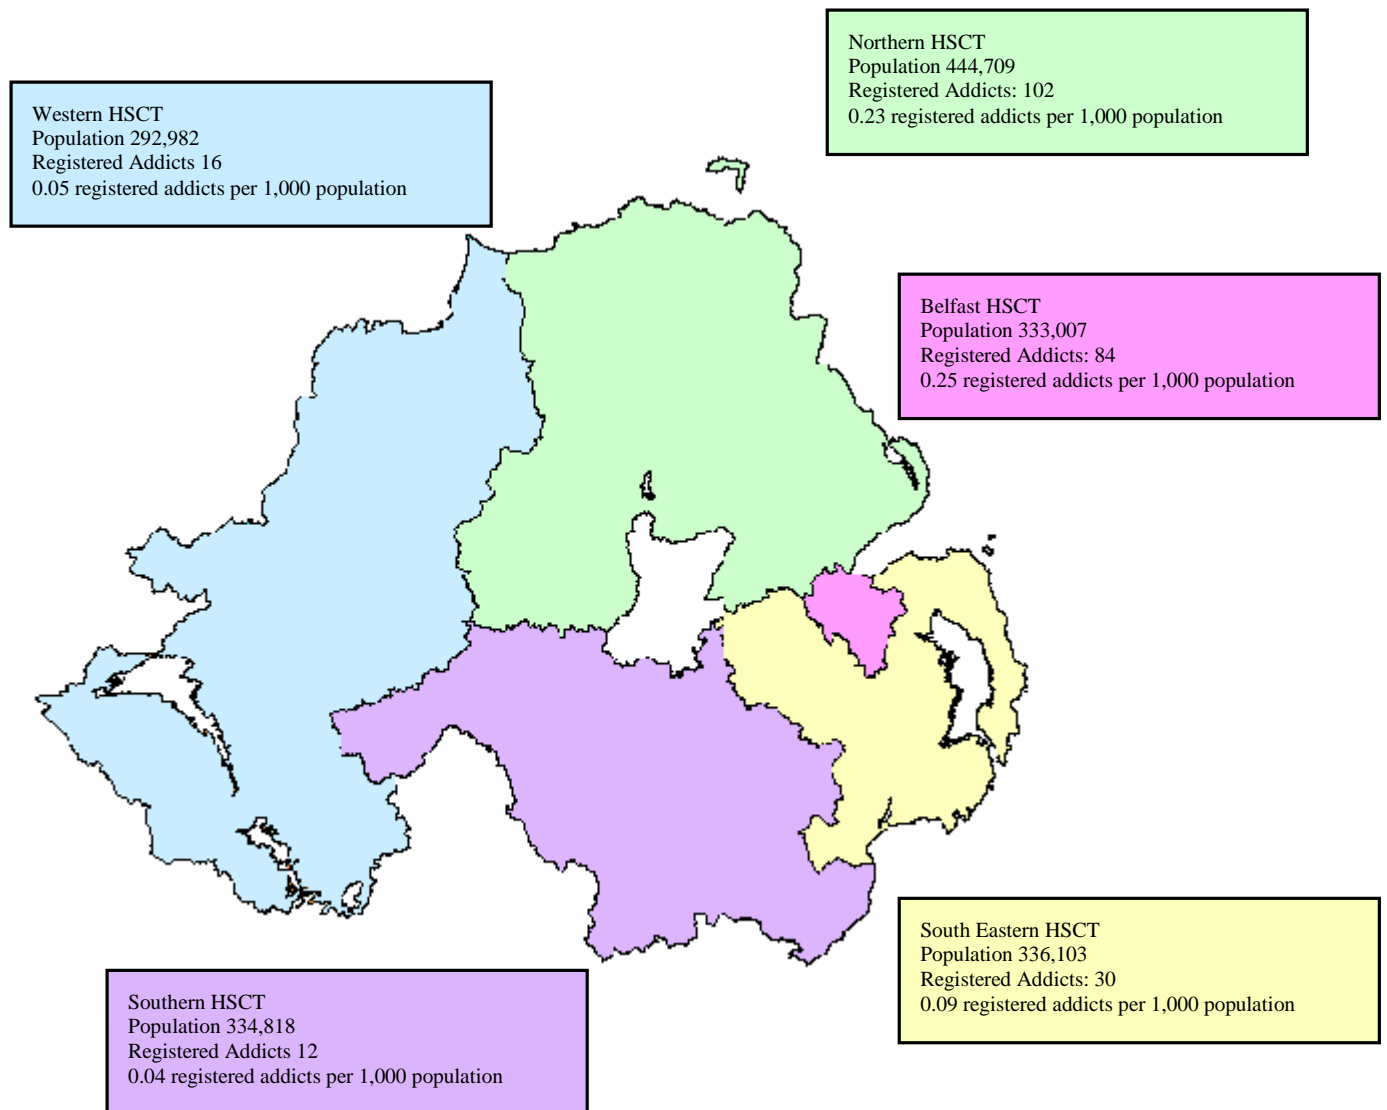 Northern HSCT
Population 444,709
Registered Addicts: 102
0.23 registered addicts per 1,000 population
Western HSCT
Population 292,982
Registered Addicts 16
0.05 registered addicts per 1,000 population
Belfast HSCT
Population 333,007
Registered Addicts: 84
0.25 registered addicts per 1,000 population
South Eastern HSCT
Population 336,103
Registered Addicts: 30
0.09 registered addicts per 1,000 population
Southern HSCT
Population 334,818
Registered Addicts 12
0.04 registered addicts per 1,000 population